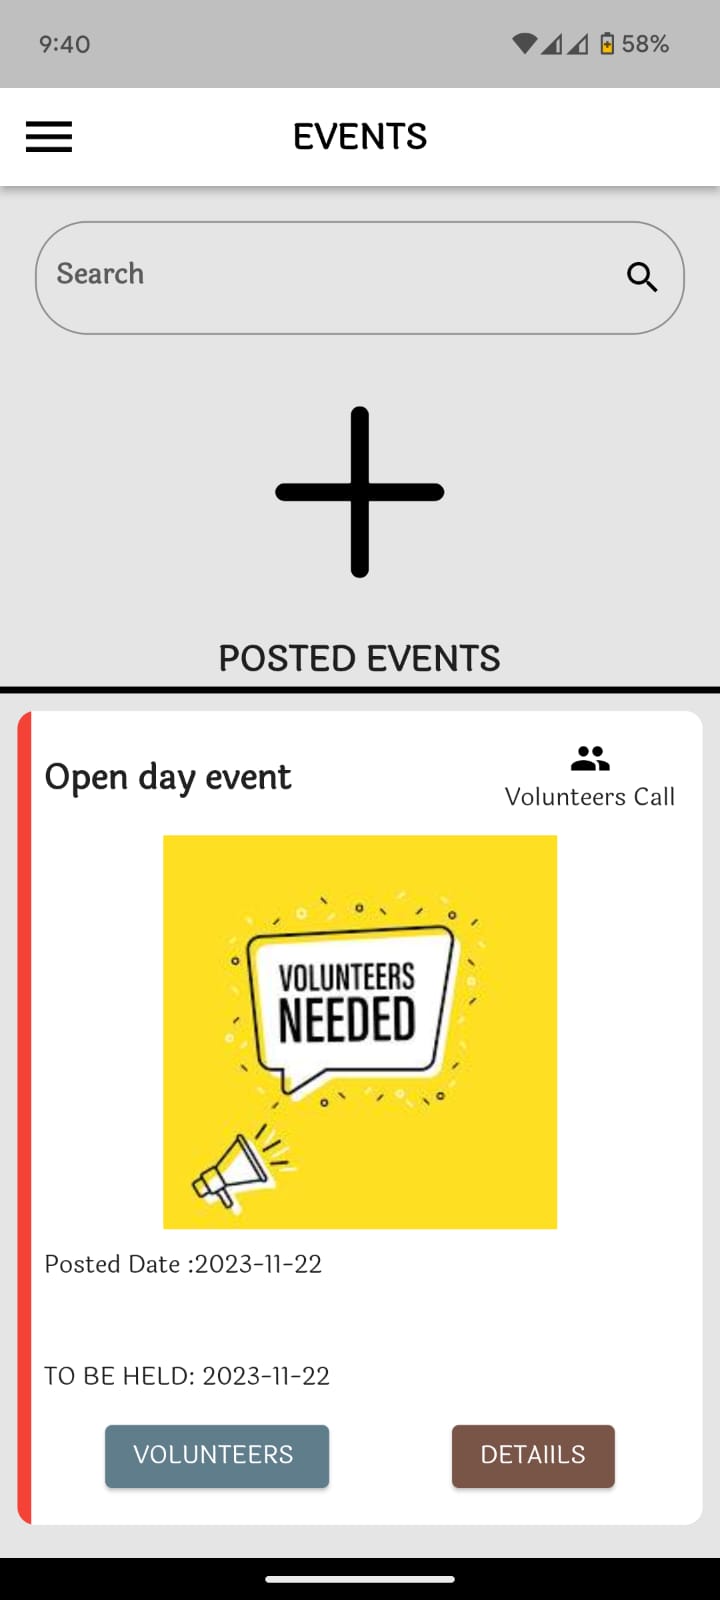 9:40
58%
EVENTS
Search
POSTED EVENTS
Open day event
Volunteers Call
VOLUNTEERS
NEEDED
Posted Date :2023-11-22
TO BE HELD: 2023-11-22
VOLUNTEERS
DETAIILS